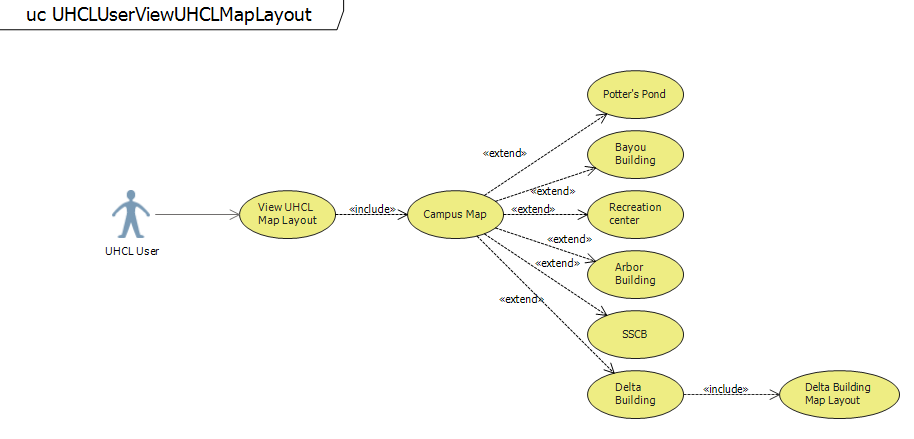 uc UHCLUserViewUHCLMapLayout
Potter's Pond
«extend»
Bayou
Building
«extend»
View UHCL
Map Layout
«include»
Campus Map
«extend»
Recreation
center
UHCL User
«extend»
Arbor
Building
«extend»
«extend»
SSCB
Delta
Building
«include»
Delta Building
Map Layout